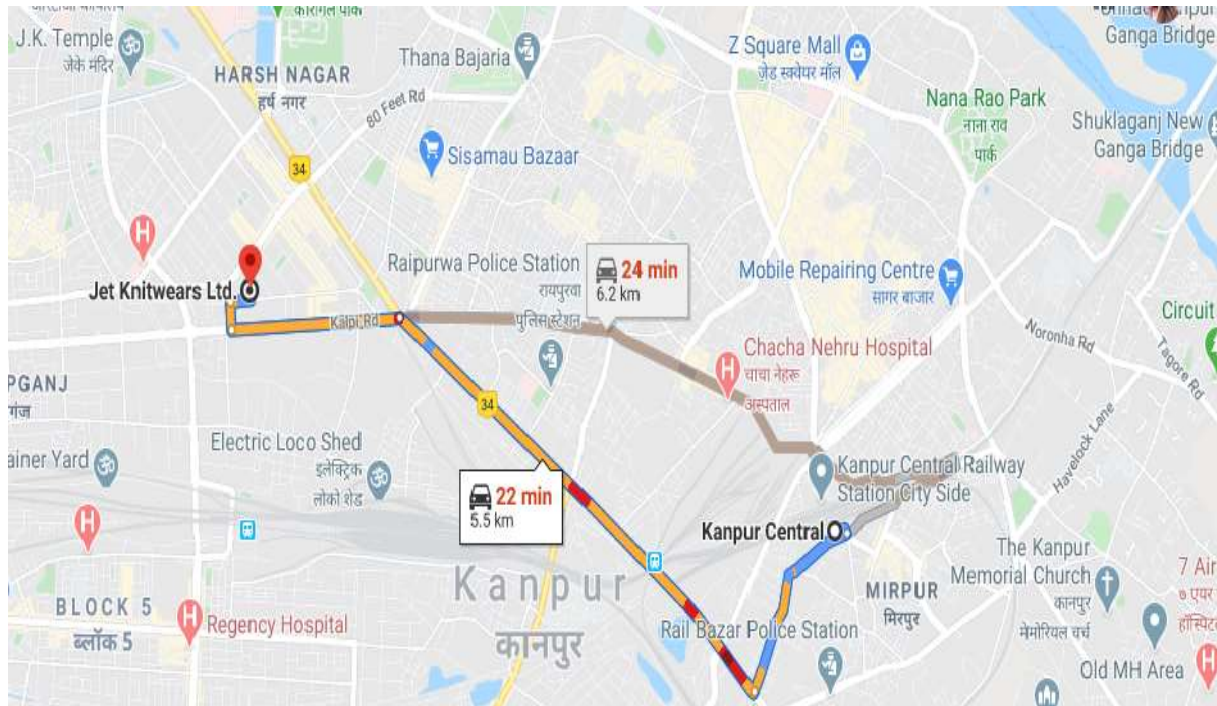 कारगिल पार्क
J.K. Temple
जेके मंदिर
HARSH NAGAR
हर्ष नगर
Thana Bajaria
80 Feet Rd
Z Square Mall
ज़ेड स्क्वेयर मॉल
Ganga Bridge
Nana Rao Park
नाना राव
पार्क
Shuklaganj New
Ganga Bridge
34
Sisamau Bazaar
Jet Knitwears Ltd.
Kalpi Rd
Raipurwa Police Station
रायपुरवा
पुलिस स्टेशन
24 min
6.2 km
Mobile Repairing Centre
सागर बाजार
Noronha Rd
Circuit
Tagore Rd
Chacha Nehru Hospital
चाचा नेहरू
अस्पताल
PGANJ
गंज
34
Electric Loco Shed
इलेक्ट्रिक
लोको शेड
ainer Yard
22 min
5.5 km
Kanpur Central Railway
Station City Side
Havelock Lane
Kanpur Central
Kanpur
कानपुर
MIRPUR
मिरपुर
The Kanpur
Memorial Church
कानपुर
मेमोरियल चर्च
7 Air
७ एयर
BLOCK 5
ब्लॉक 5
Regency Hospital
Rail Bazar Police Station
Old MH Area
H
H
H
H
H